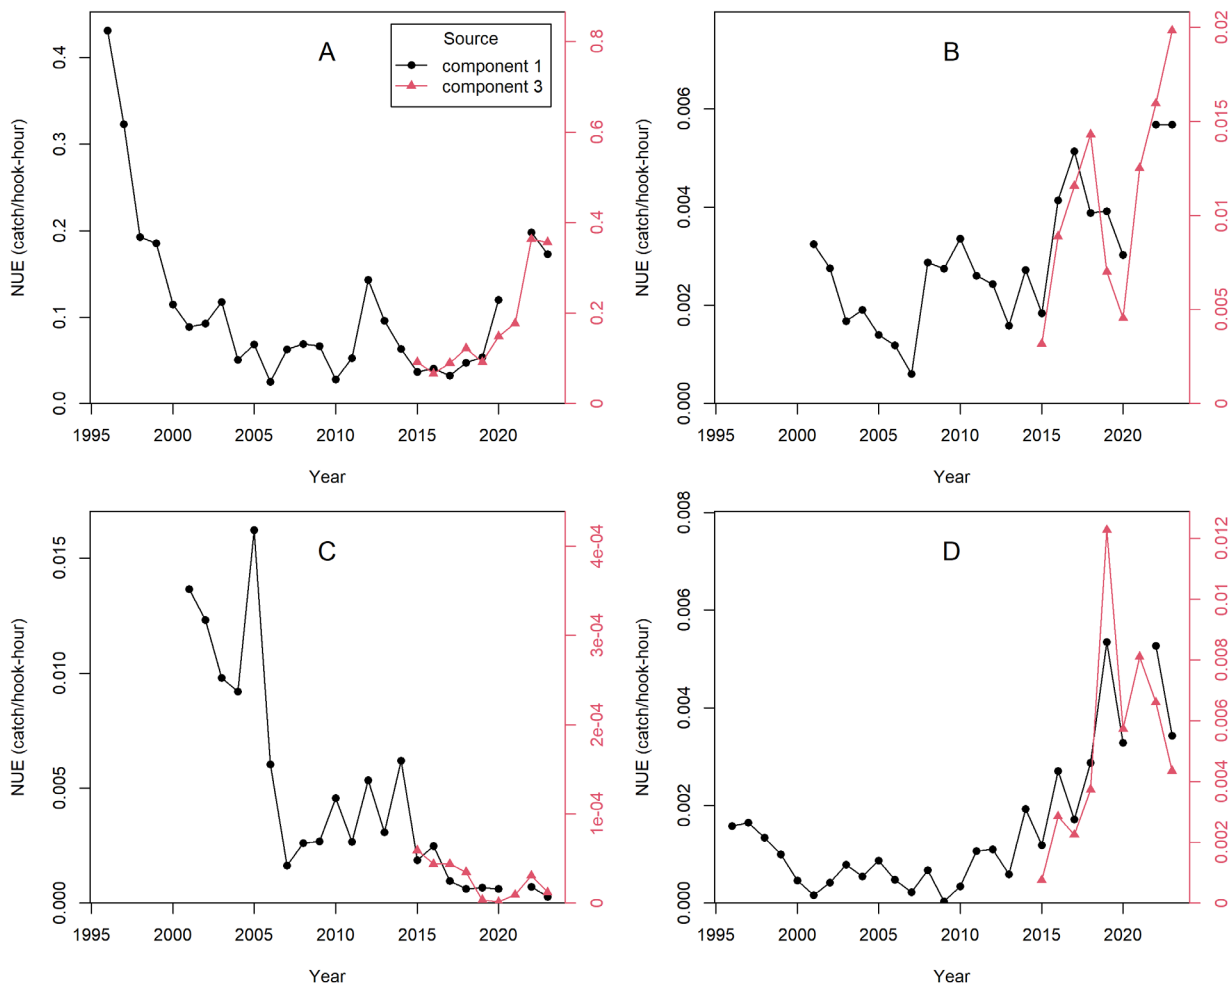 A
Source
component 1
component 3
NUE (catch/hook-hour)
0.0
0.1
0.2
0.3
0.4
0
0.2
0.4
0.6
0.8
1995 2000 2005 2010 2015 2020
Year
B
NUE (catch/hook-hour)
0.000
0.002
0.004
0.006
0
0.005
0.01
0.015
0.02
1995 2000 2005 2010 2015 2020
Year
C
NUE (catch/hook-hour)
0.000
0.005
0.010
0.015
0
1e-04
2e-04
3e-04
4e-04
1995 2000 2005 2010 2015 2020
Year
D
NUE (catch/hook-hour)
0.000
0.002
0.004
0.006
0.008
0
0.002
0.004
0.006
0.008
0.01
0.012
1995 2000 2005 2010 2015 2020
Year